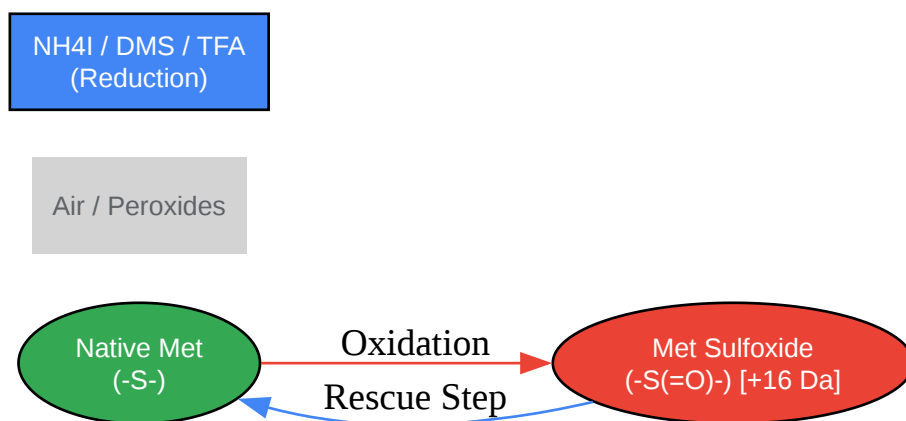 NH4I / DMS / TFA
(Reduction)
Air / Peroxides
Native Met
(-S-)
Oxidation
Rescue Step
Met Sulfoxide
(-S(=O)-) [+16 Da]